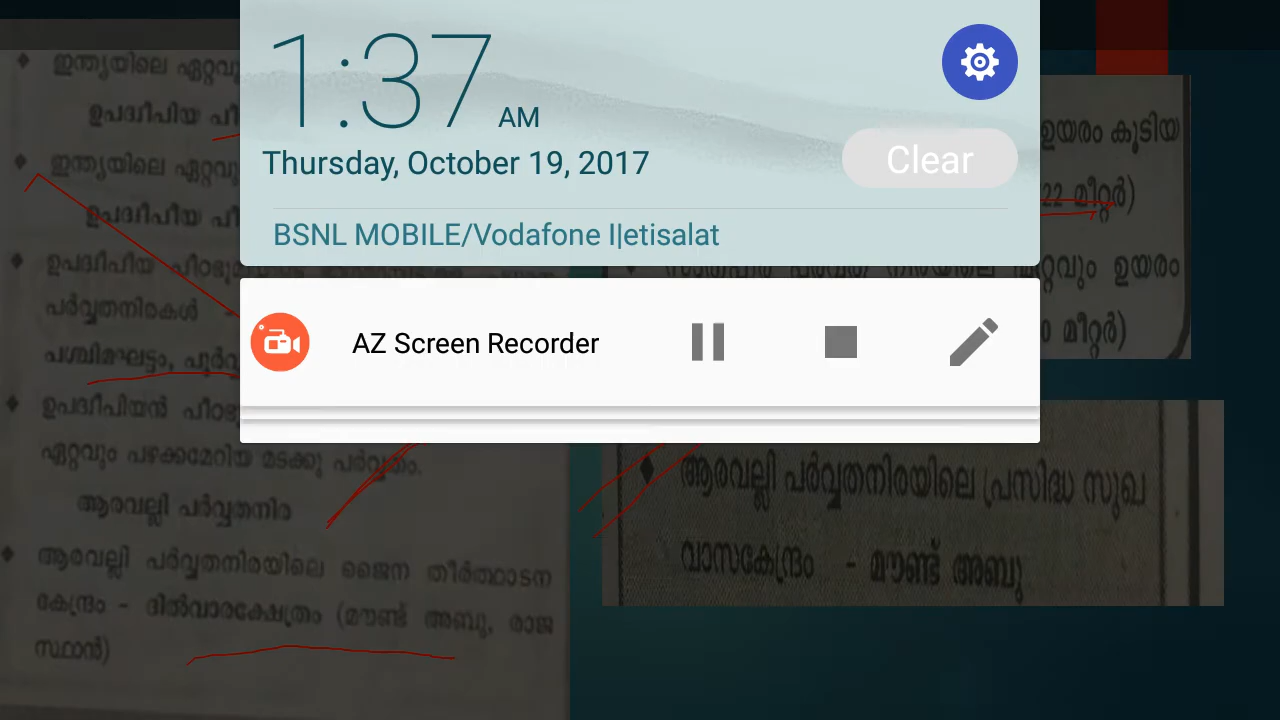 1:37 AM
Thursday, October 19, 2017
Clear
BSNL MOBILE/Vodafone I|etisalat
AZ Screen Recorder
ഇന്ത്യയിലെ ഏറ്റവു
ഉപദ്വീപിയ പീ
ഇന്ത്യയിലെ ഏറ്റവു
ഉപദ്വീപീയ പീ
ഉപദ്വീപീയ
പർവ്വതനിരകൾ -
പശ്ചിമഘട്ടം, പൂർവ്വ
ഉപദ്വീപിയൻ പീഠഭൂ
ഏറ്റവും പഴക്കമേറിയ മടക്കു പർവ്വതം.
ആരവല്ലി പർവ്വതനിര
ആരവല്ലി പർവ്വതനിരയിലെ ജൈന തീർത്ഥാടന
കേന്ദ്രം - ദിൽവാരക്ഷേത്രം (മൗണ്ട് അബു, രാജ
സ്ഥാൻ)
ഉയരം കൂടിയ
22 മീറ്റർ)
പർവ്വത നിരയിലെ ഏറ്റവും ഉയരം
0 മീറ്റർ)
ആരവല്ലി പർവ്വതനിരയിലെ പ്രസിദ്ധ സുഖ
വാസകേന്ദ്രം - മൗണ്ട് അബു